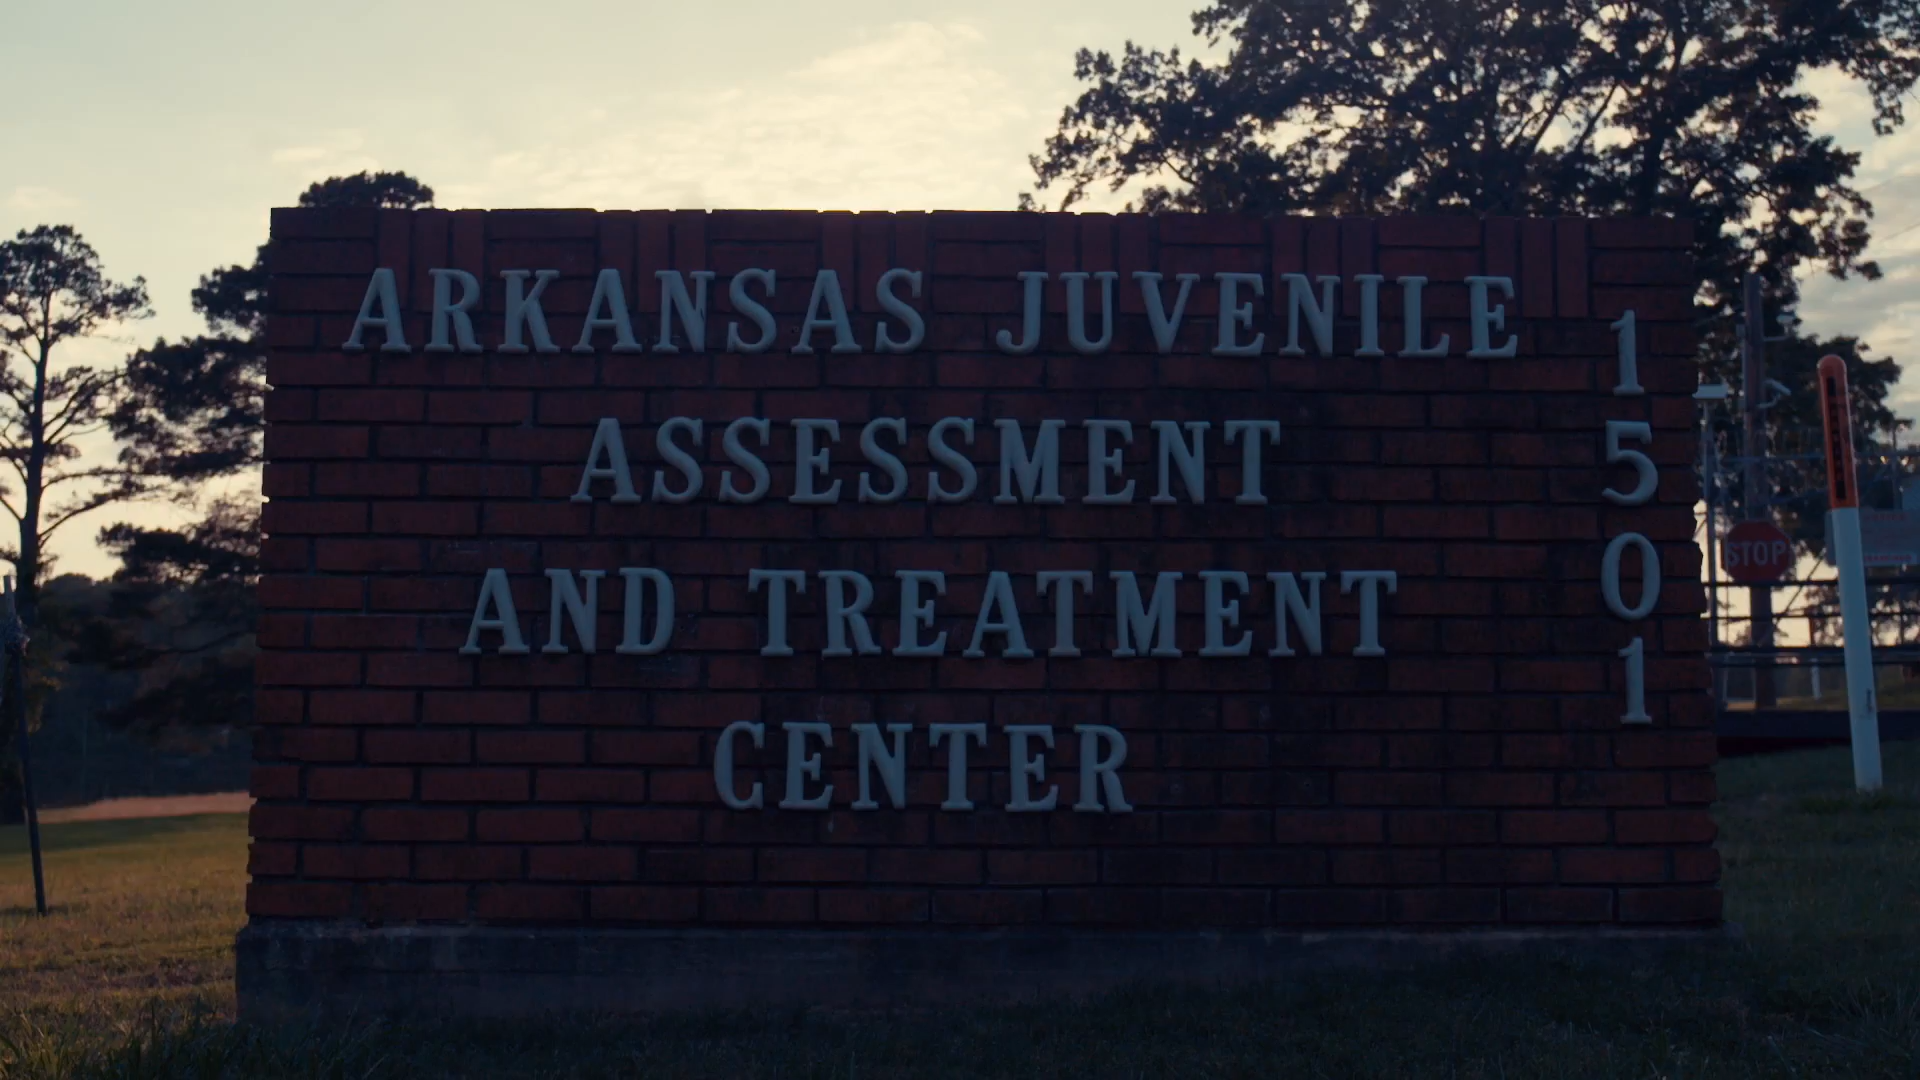 ARKANSAS JUVENILE
ASSESSMENT
AND TREATMENT
CENTER
1501
STOP